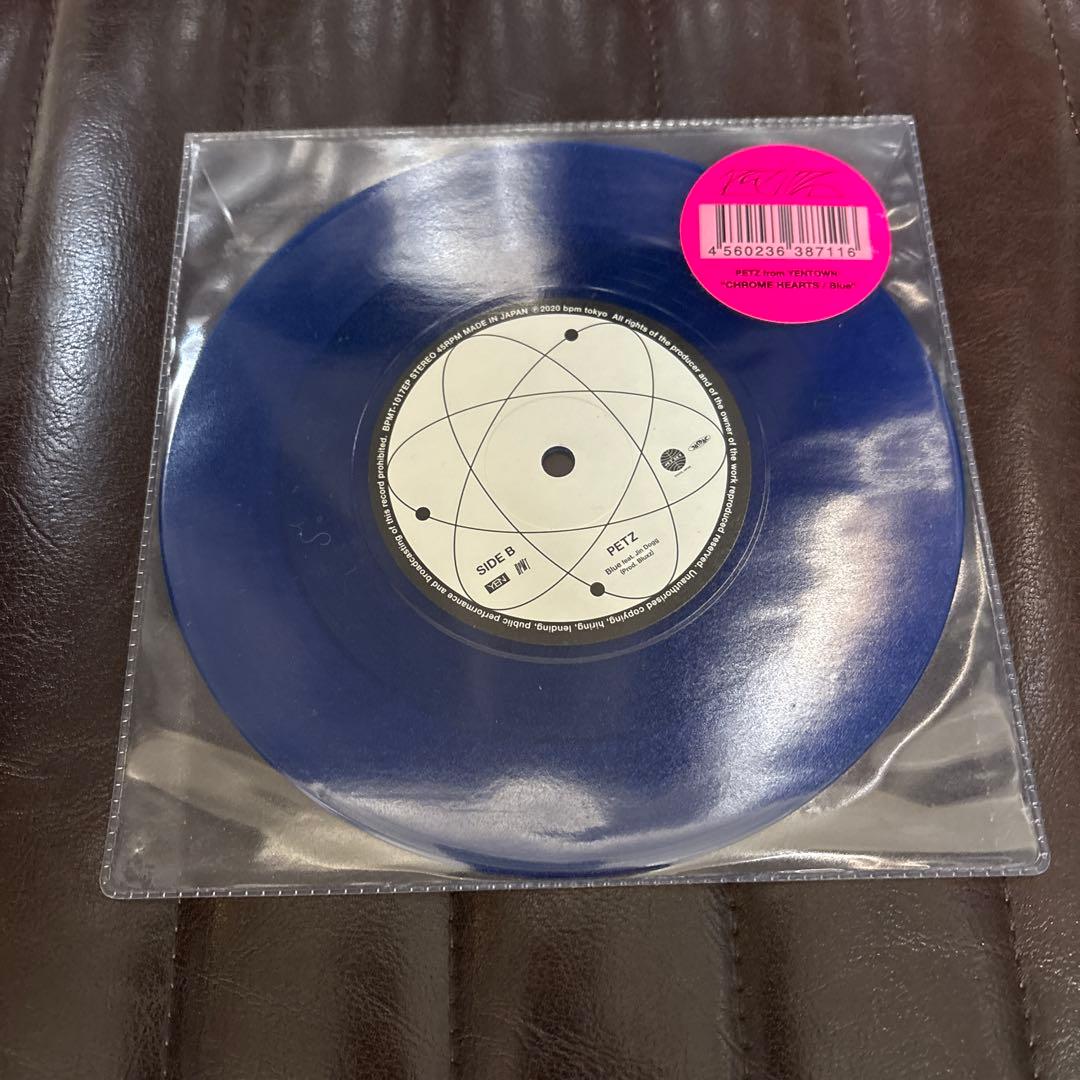 4 560236 387116
PETZ from YENTOWN
"CHROME HEARTS / Blue"
BPMT-1017EP STEREO 45RPM MADE IN JAPAN ℗ 2020 bpm tokyo All rights of the producer and of the owner of the work reproduced reserved. Unauthorised copying, hiring, lending, public performance and broadcasting of this record prohibited.
SIDE B
YEN
PETZ
Blue feat. Jin Dogg
(Prod. Bluxz)